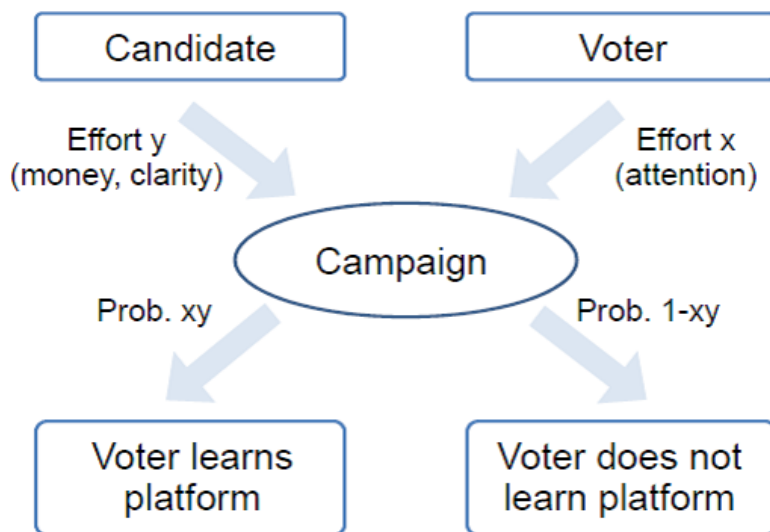 Candidate
Voter
Effort y
(money, clarity)
Effort x
(attention)
Campaign
Prob. xy
Prob. 1-xy
Voter learns
platform
Voter does not
learn platform